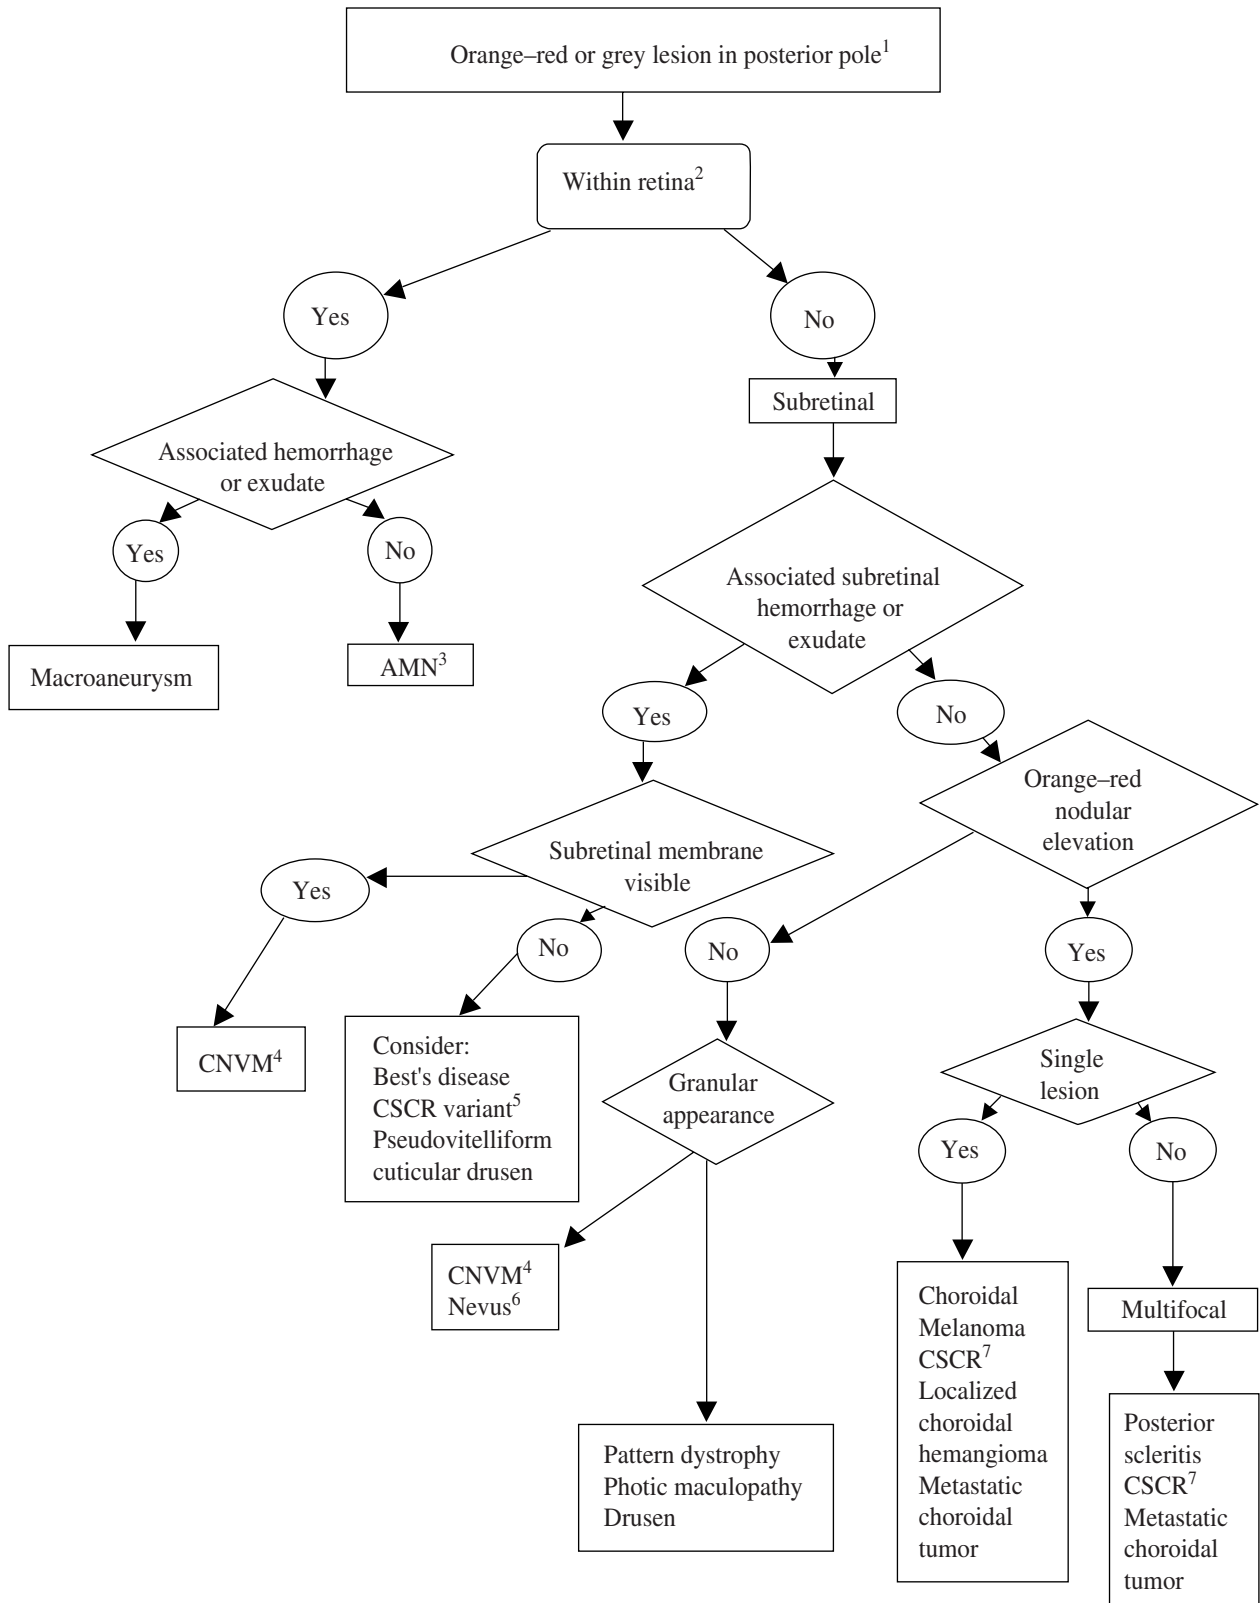 Orange–red or grey lesion in posterior pole1
Within retina2
Yes
No
Subretinal
Associated hemorrhage
or exudate
Yes
No
Macroaneurysm
AMN3
Associated subretinal
hemorrhage or
exudate
Yes
No
Subretinal membrane
visible
Orange–red
nodular
elevation
Yes
No
No
Yes
CNVM4
Consider:
Best's disease
CSCR variant5
Pseudovitelliform
cuticular drusen
Granular
appearance
Single
lesion
Yes
No
CNVM4
Nevus6
Pattern dystrophy
Photic maculopathy
Drusen
Choroidal
Melanoma
CSCR7
Localized
choroidal
hemangioma
Metastatic
choroidal
tumor
Multifocal
Posterior
scleritis
CSCR7
Metastatic
choroidal
tumor